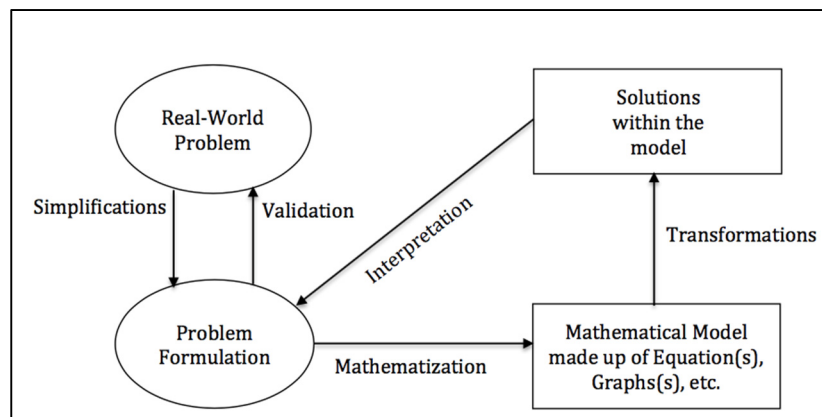 Real-World
Problem
Solutions
within the
model
Simplifications
Validation
Interpretation
Transformations
Problem
Formulation
Mathematization
Mathematical Model
made up of Equation(s),
Graphs(s), etc.